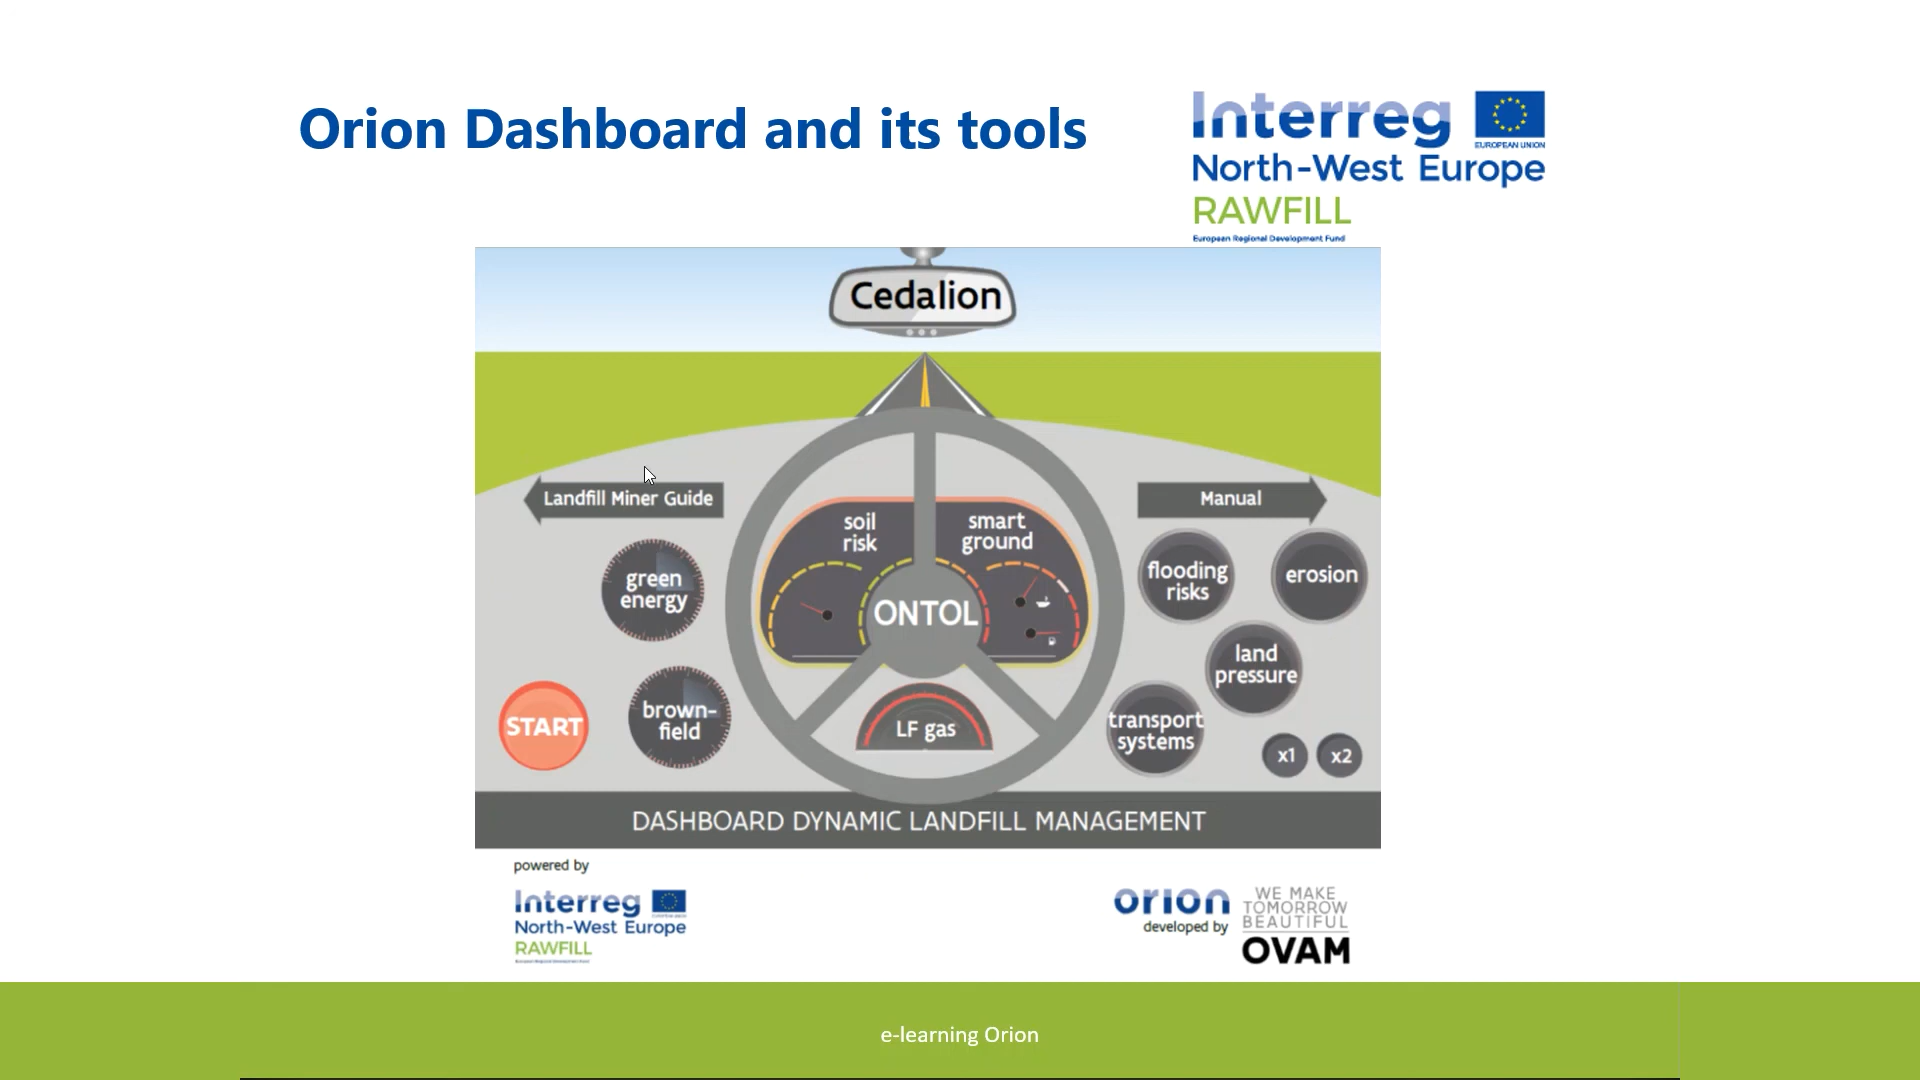 Orion Dashboard and its tools
Interreg
EUROPEAN UNION
North-West Europe
RAWFILL
European Regional Development Fund
Cedalion
Landfill Miner Guide
Manual
soil
risk
smart
ground
green
energy
flooding
risks
erosion
ONTOL
land
pressure
START
brown-
field
LF gas
transport
systems
x1
x2
DASHBOARD DYNAMIC LANDFILL MANAGEMENT
powered by
Interreg
North-West Europe
RAWFILL
orion
developed by
WE MAKE
TOMORROW
BEAUTIFUL
OVAM
e-learning Orion